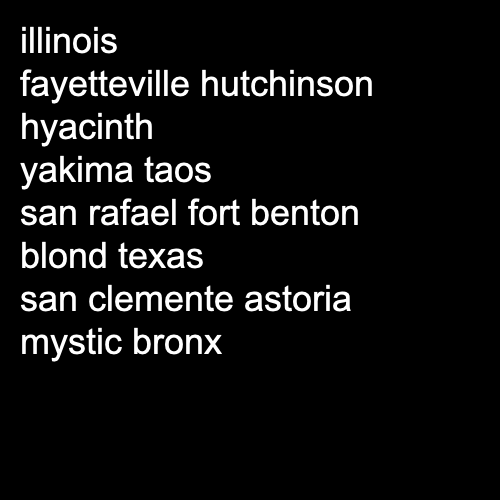 illinois
fayetteville hutchinson
hyacinth
yakima taos
san rafael fort benton
blond texas
san clemente astoria
mystic bronx